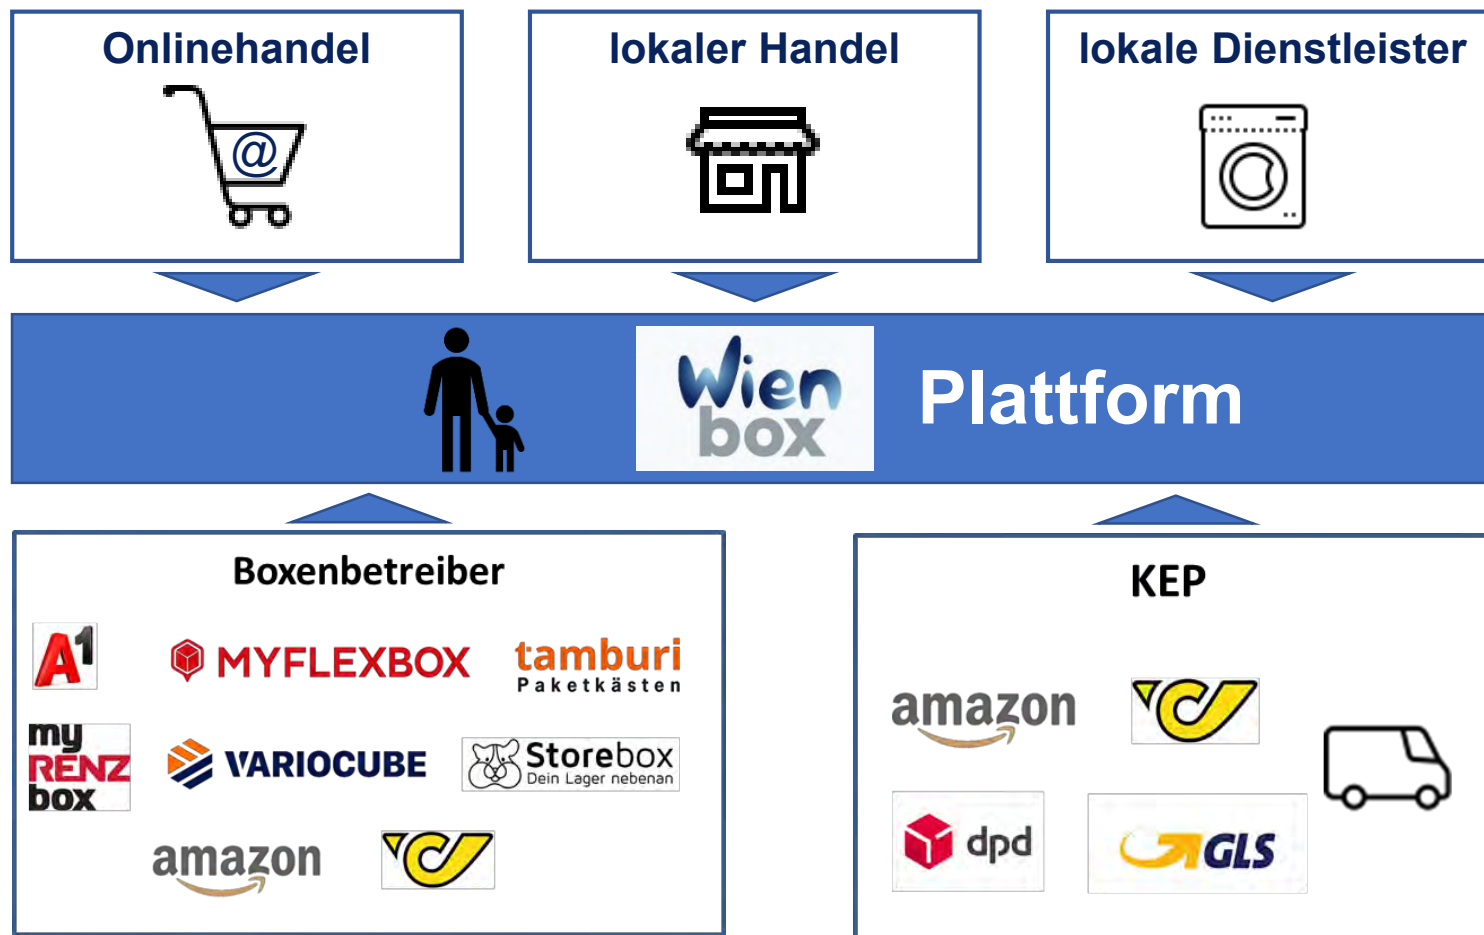 Onlinehandel
@
lokaler Handel
lokale Dienstleister
Wien
box
Plattform
Boxenbetreiber
A1
MYFLEXBOX
tamburi
Paketkästen
my
RENZ
box
VARIOCUBE
Storebox
Dein Lager nebenan
amazon
KEP
amazon
dpd
GLS